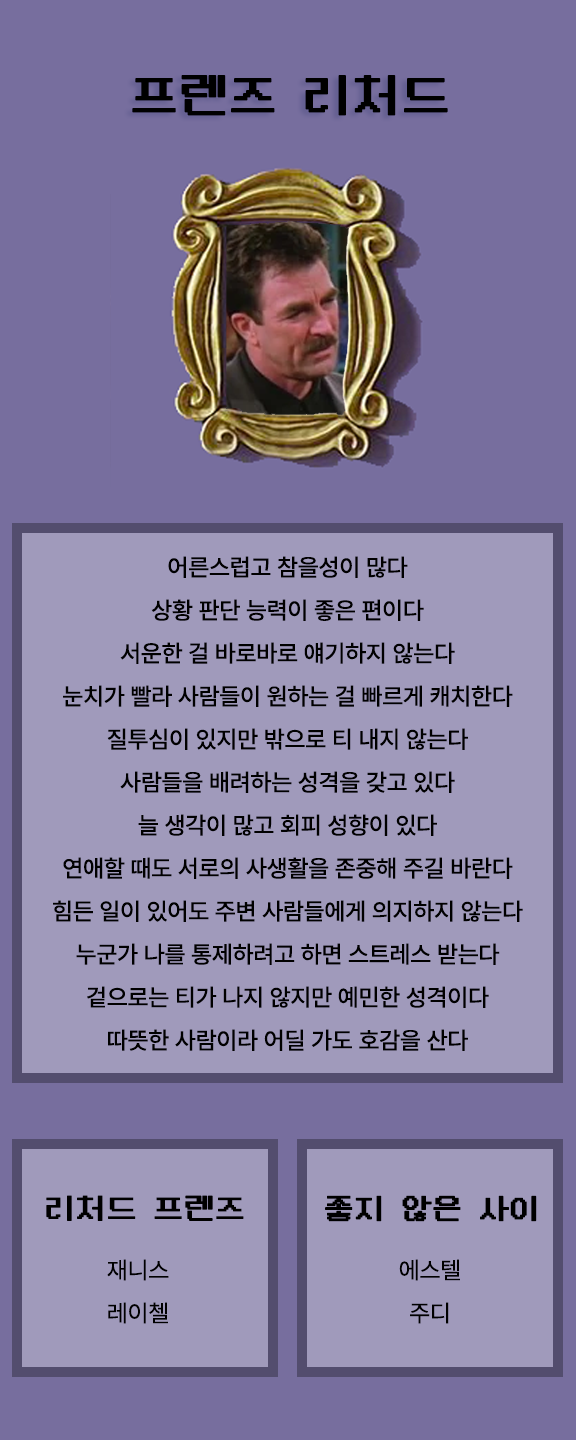 프렌즈 리처드
어른스럽고 참을성이 많다
상황 판단 능력이 좋은 편이다
서운한 걸 바로바로 얘기하지 않는다
눈치가 빨라 사람들이 원하는 걸 빠르게 캐치한다
질투심이 있지만 밖으로 티 내지 않는다
사람들을 배려하는 성격을 갖고 있다
늘 생각이 많고 회피 성향이 있다
연애할 때도 서로의 사생활을 존중해 주길 바란다
힘든 일이 있어도 주변 사람들에게 의지하지 않는다
누군가 나를 통제하려고 하면 스트레스 받는다
겉으로는 티가 나지 않지만 예민한 성격이다
따뜻한 사람이라 어딜 가도 호감을 산다
리처드 프렌즈
재니스
레이첼
좋지 않은 사이
에스텔
주디